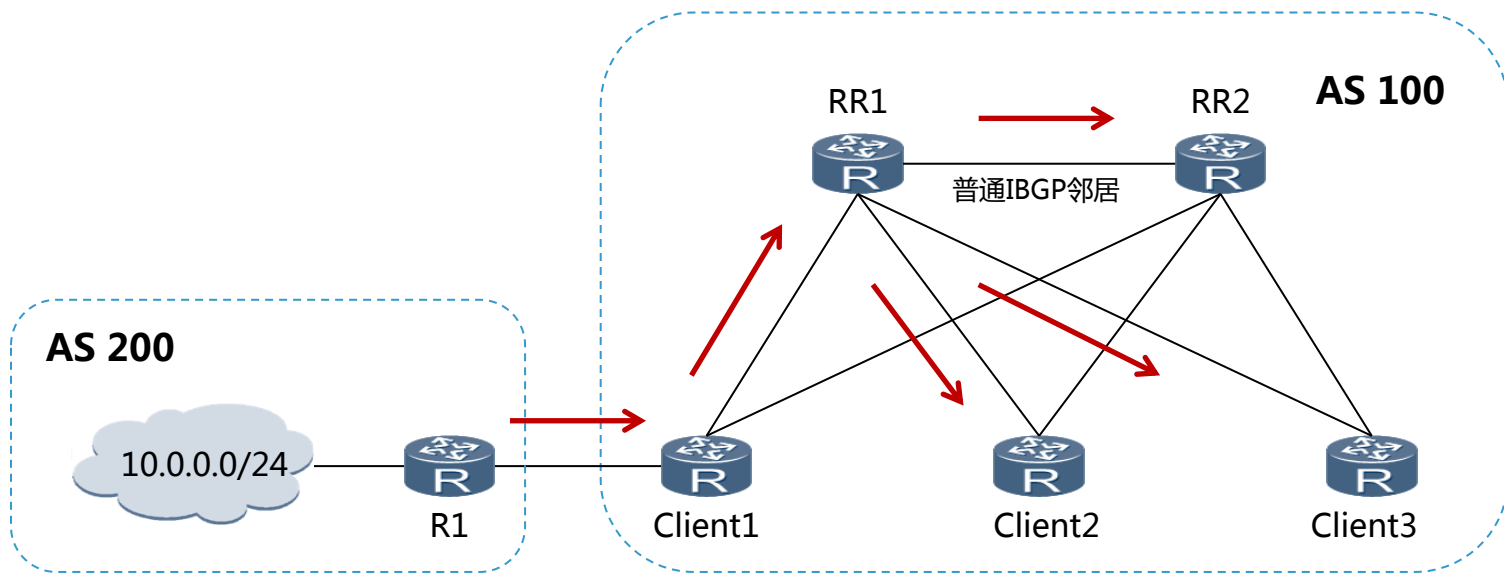 AS 100
RR1
RR2
普通IBGP邻居
R
R
AS 200
10.0.0.0/24
R
R
R
R
R1
Client1
Client2
Client3